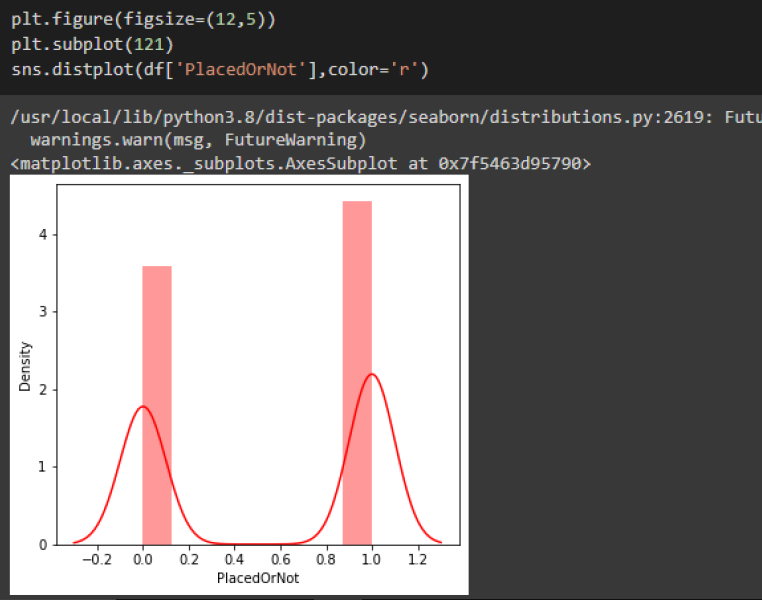 plt.figure(figsize=(12,5))
plt.subplot(121)
sns.distplot(df['PlacedOrNot'],color='r')
/usr/local/lib/python3.8/dist-packages/seaborn/distributions.py:2619: Futu
warnings.warn(msg, FutureWarning)
<matplotlib.axes._subplots.AxesSubplot at 0x7f5463d95790>
4
3
2
1
0
Density
−0.2 0.0 0.2 0.4 0.6 0.8 1.0 1.2
PlacedOrNot